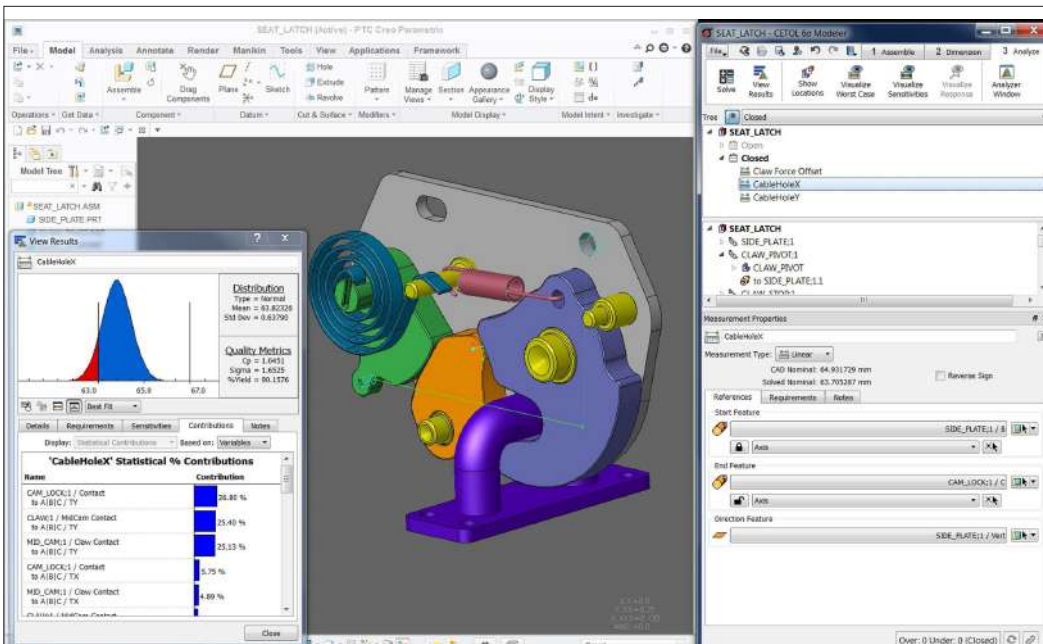 SEAT_LATCH (Active) - PTC Creo Parametric
File Model Analysis Annotate Render Manikin Tools View Applications Framework
Assemble
Drag
Components
Plane
Sketch
Hole
Extrude
Revolve
Pattern
Manage
Views
Section
Appearance
Gallery
Display
Style
Operations Get Data Component Datum Cut & Surface Modifiers Model Display Model Intent Investigate
Model Tree
SEAT_LATCH.ASM
SIDE_PLATE.PRT
View Results
CableHoleX
Distribution
Type = Normal
Mean = 63.82326
Std Dev = 0.63790
Quality Metrics
Cp = 1.0451
Sigma = 1.6525
%Yield = 90.1576
63.0 65.0 67.0
Best Fit
Details Requirements Sensitivities Contributions Notes
Display: Statistical Contributions Based on: Variables
'CableHoleX' Statistical % Contributions
Name Contribution
CAM_LOCK;1 / Contact
to A|B|C / TY
26.80 %
CLAW;1 / MidCam Contact
to A|B|C / TY
25.40 %
MID_CAM;1 / Claw Contact
to A|B|C / TY
25.13 %
CAM_LOCK;1 / Contact
to A|B|C / TX
5.75 %
MID_CAM;1 / Claw Contact
to A|B|C / TX
4.89 %
CLAW;1 / MidCam Contact
Close
SEAT_LATCH - CETOL 6σ Modeler
File 1 Assemble 2 Dimension 3 Analyze
Solve
View
Results
Show
Locations
Visualize
Worst Case
Visualize
Sensitivities
Visualize
Response
Analyzer
Window
Tree Closed
SEAT_LATCH
Open
Closed
Claw Force Offset
CableHoleX
CableHoleY
SEAT_LATCH
SIDE_PLATE;1
CLAW_PIVOT;1
CLAW_PIVOT
to SIDE_PLATE;1.1
CLAW_STOP;1
Measurement Properties
CableHoleX
Measurement Type: Linear
CAD Nominal: 64.931729 mm
Solved Nominal: 63.705287 mm
Reverse Sign
References Requirements Notes
Start Feature
SIDE_PLATE;1 / B
Axis
End Feature
CAM_LOCK;1 / C
Axis
Direction Feature
SIDE_PLATE;1 / Vert
Over: 0 Under: 0 (Closed)